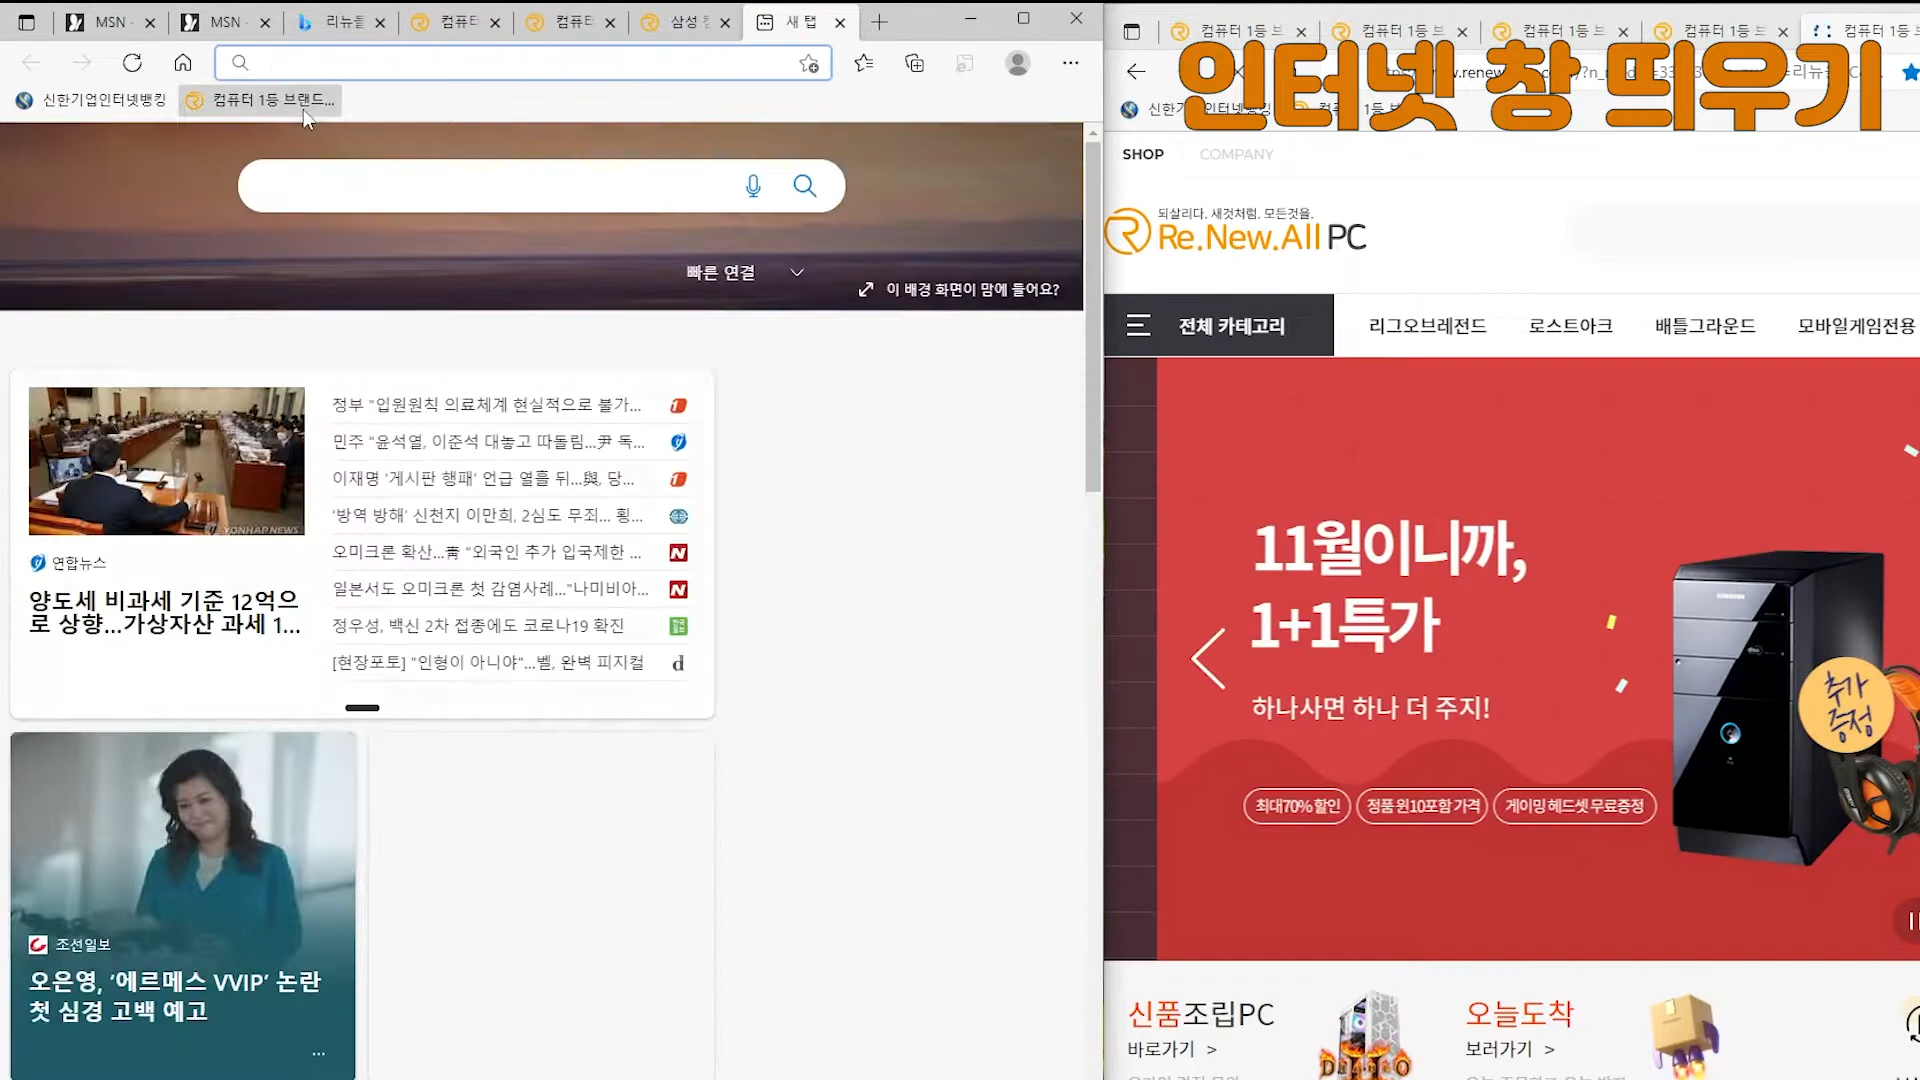 MSN
MSN
리뉴올
컴퓨터
컴퓨터
삼성
새 탭
신한기업인터넷뱅킹
컴퓨터 1등 브랜드...
빠른 연결
이 배경 화면이 맘에 들어요?
YONHAP NEWS
연합뉴스
양도세 비과세 기준 12억으
로 상향...가상자산 과세 1...
정부 "입원원칙 의료체계 현실적으로 불가...
민주 "윤석열, 이준석 대놓고 따돌림...尹 독...
이재명 '게시판 행패' 언급 열흘 뒤...與, 당...
'방역 방해' 신천지 이만희, 2심도 무죄... 횡...
오미크론 확산...靑 "외국인 추가 입국제한 ...
일본서도 오미크론 첫 감염사례..."나미비아...
정우성, 백신 2차 접종에도 코로나19 확진
[현장포토] "인형이 아니야"...벨, 완벽 피지컬
조선일보
오은영, ‘에르메스 VVIP’ 논란
첫 심경 고백 예고
컴퓨터 1등 브
컴퓨터 1등 브
컴퓨터 1등 브
컴퓨터 1등 브
컴퓨터 1등
인터넷 창 띄우기
SHOP
COMPANY
되살리다. 새것처럼. 모든것을.
Re.New.All PC
전체 카테고리
리그오브레전드
로스트아크
배틀그라운드
모바일게임전용
11월이니까,
1+1특가
하나사면 하나 더 주지!
최대70% 할인
정품 윈10포함 가격
게이밍 헤드셋 무료증정
SAMSUNG
추가
증정
신품조립PC
바로가기 >
DIABLO
오늘도착
보러가기 >